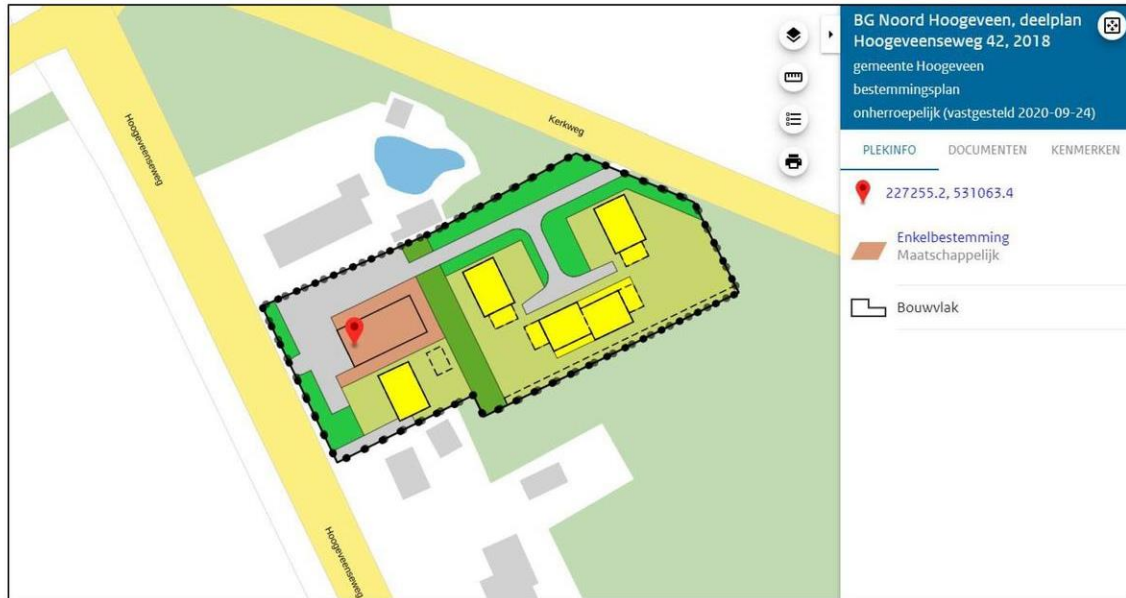 BG Noord Hoogeveen, deelplan
Hoogeveenseweg 42, 2018
gemeente Hoogeveen
bestemmingsplan
onherroepelijk (vastgesteld 2020-09-24)
PLEKINFO DOCUMENTEN KENMERKEN
227255.2, 531063.4
Enkelbestemming
Maatschappelijk
Bouwvlak
Hoogeveenseweg
Kerkweg
Hoogeveenseweg